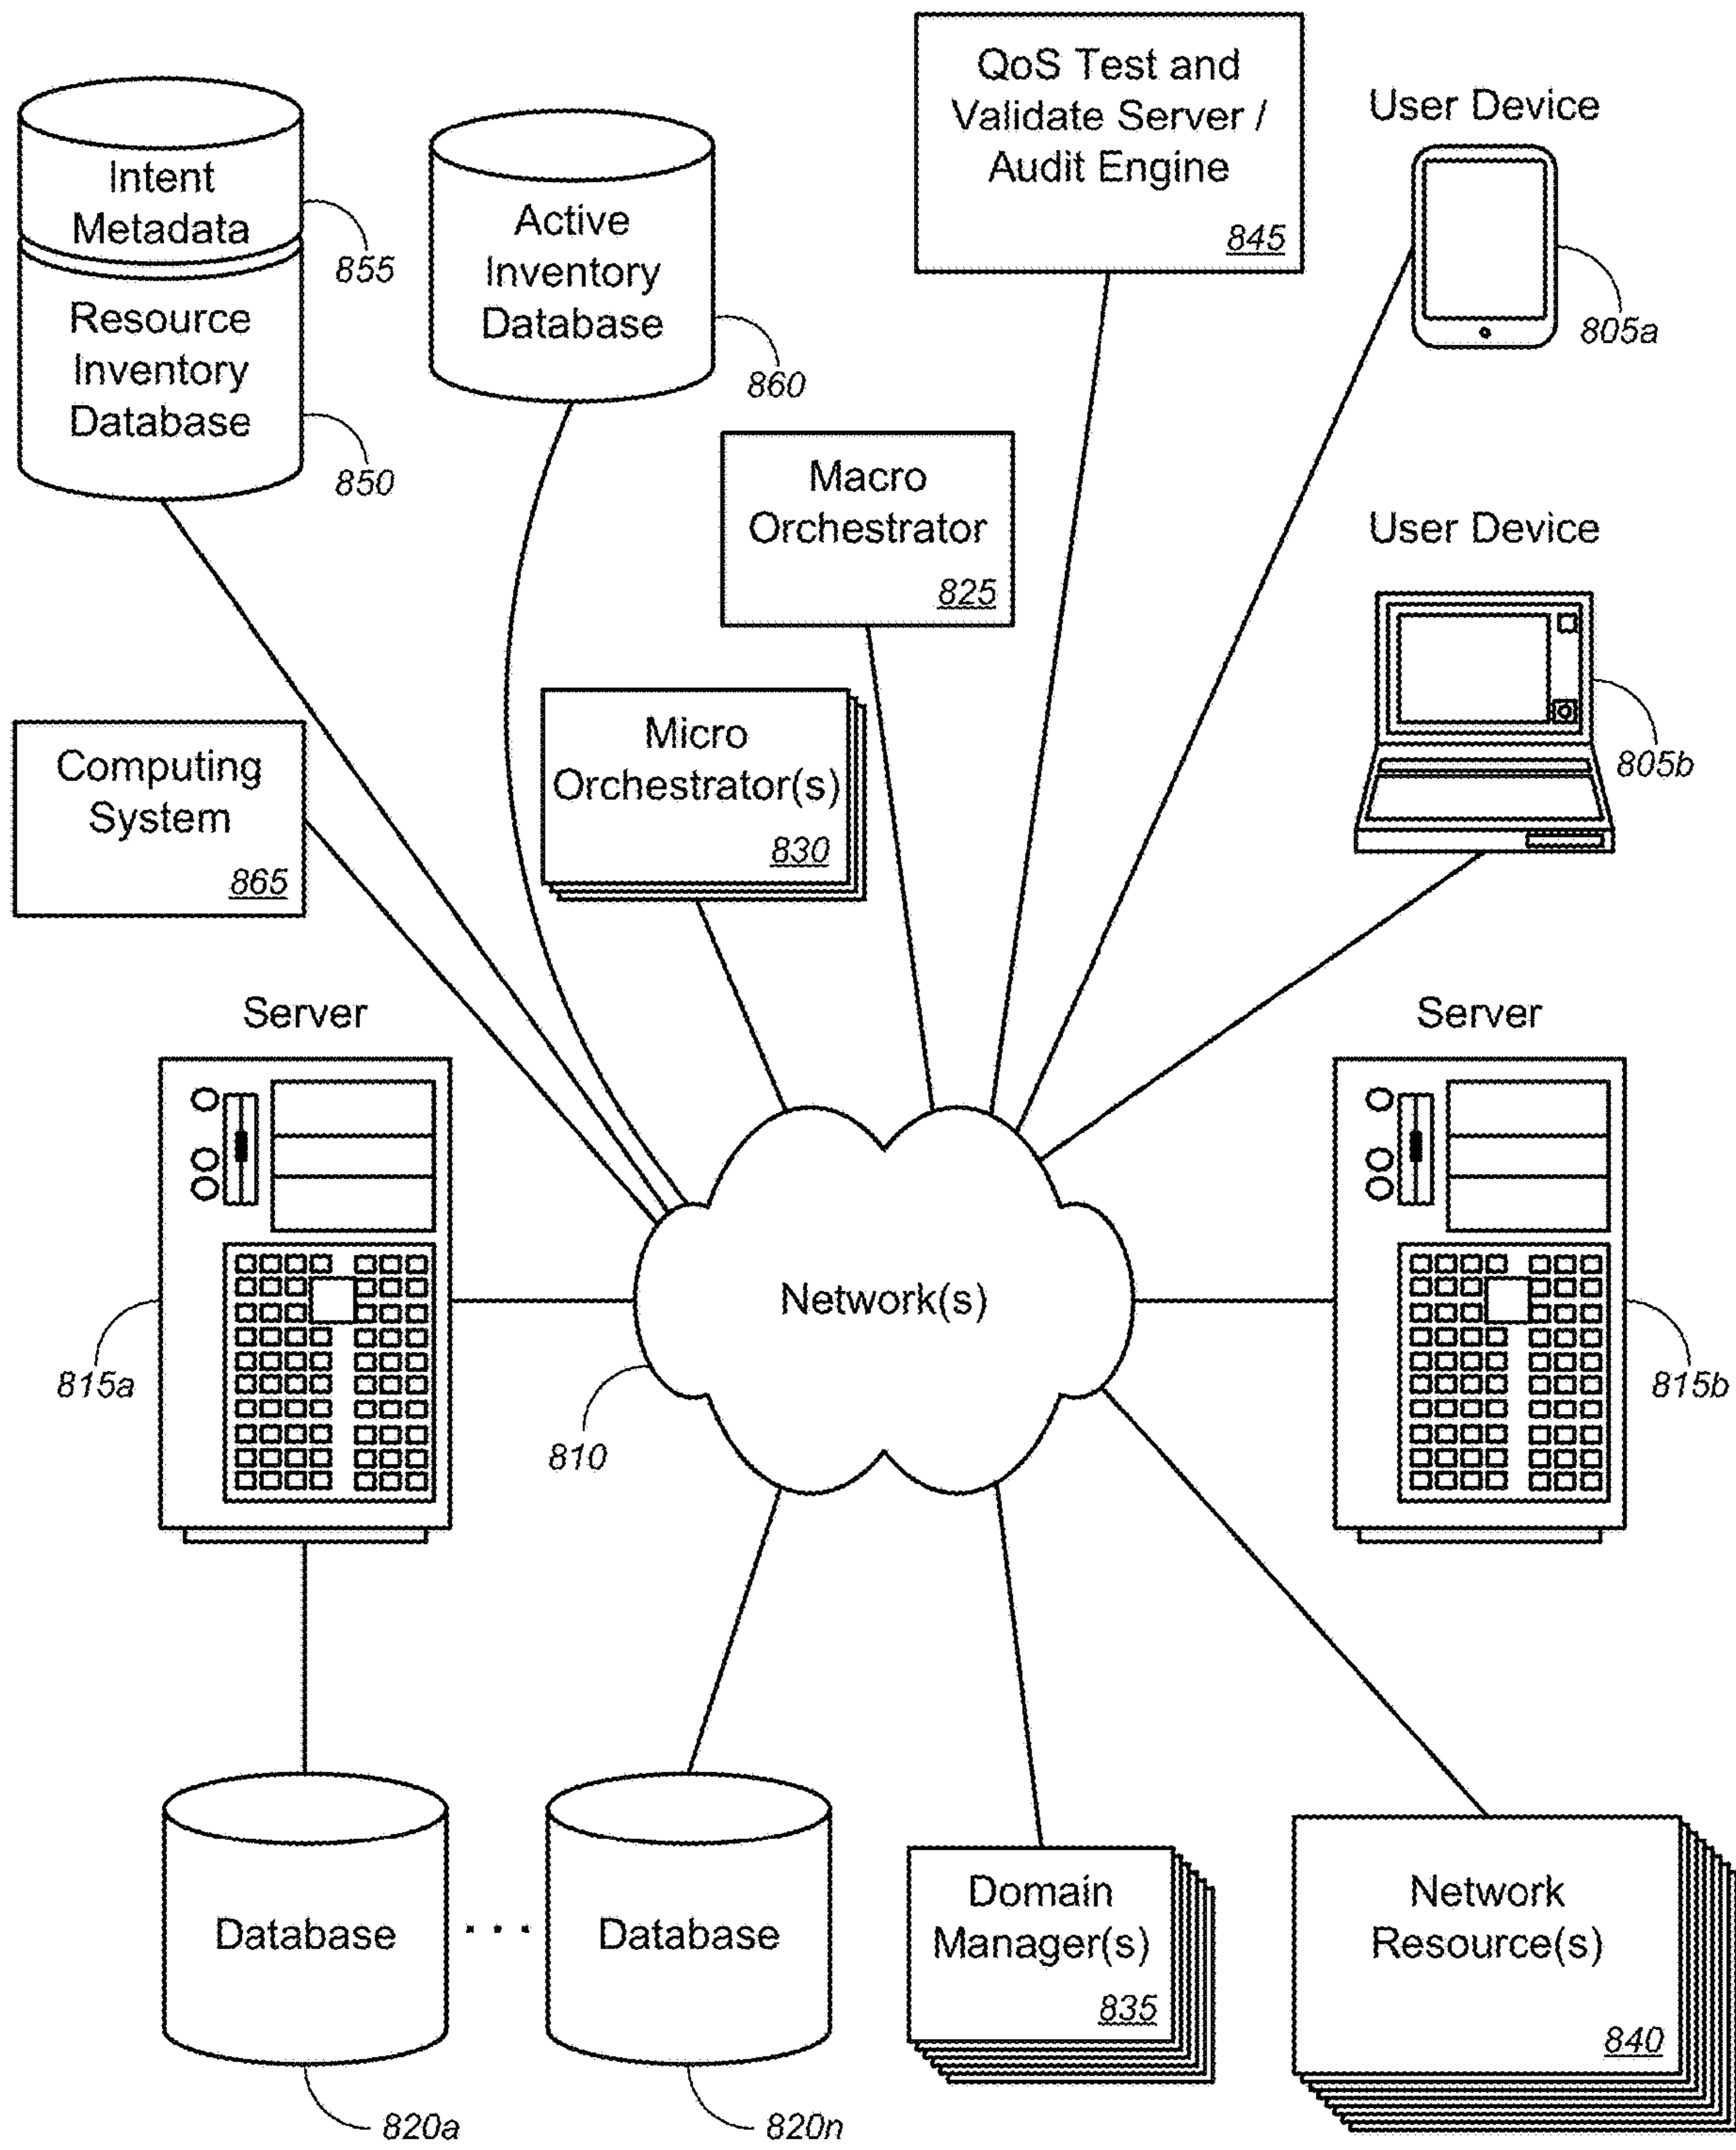 QoS Test and
Validate Server /
Audit Engine
845
User Device
805a
Intent
Metadata
855
Resource
Inventory
Database
850
Active
Inventory
Database
860
Macro
Orchestrator
825
User Device
805b
Micro
Orchestrator(s)
830
Computing
System
865
Server
815a
Server
815b
Network(s)
810
Database
820a
. . .
Database
820n
Domain
Manager(s)
835
Network
Resource(s)
840